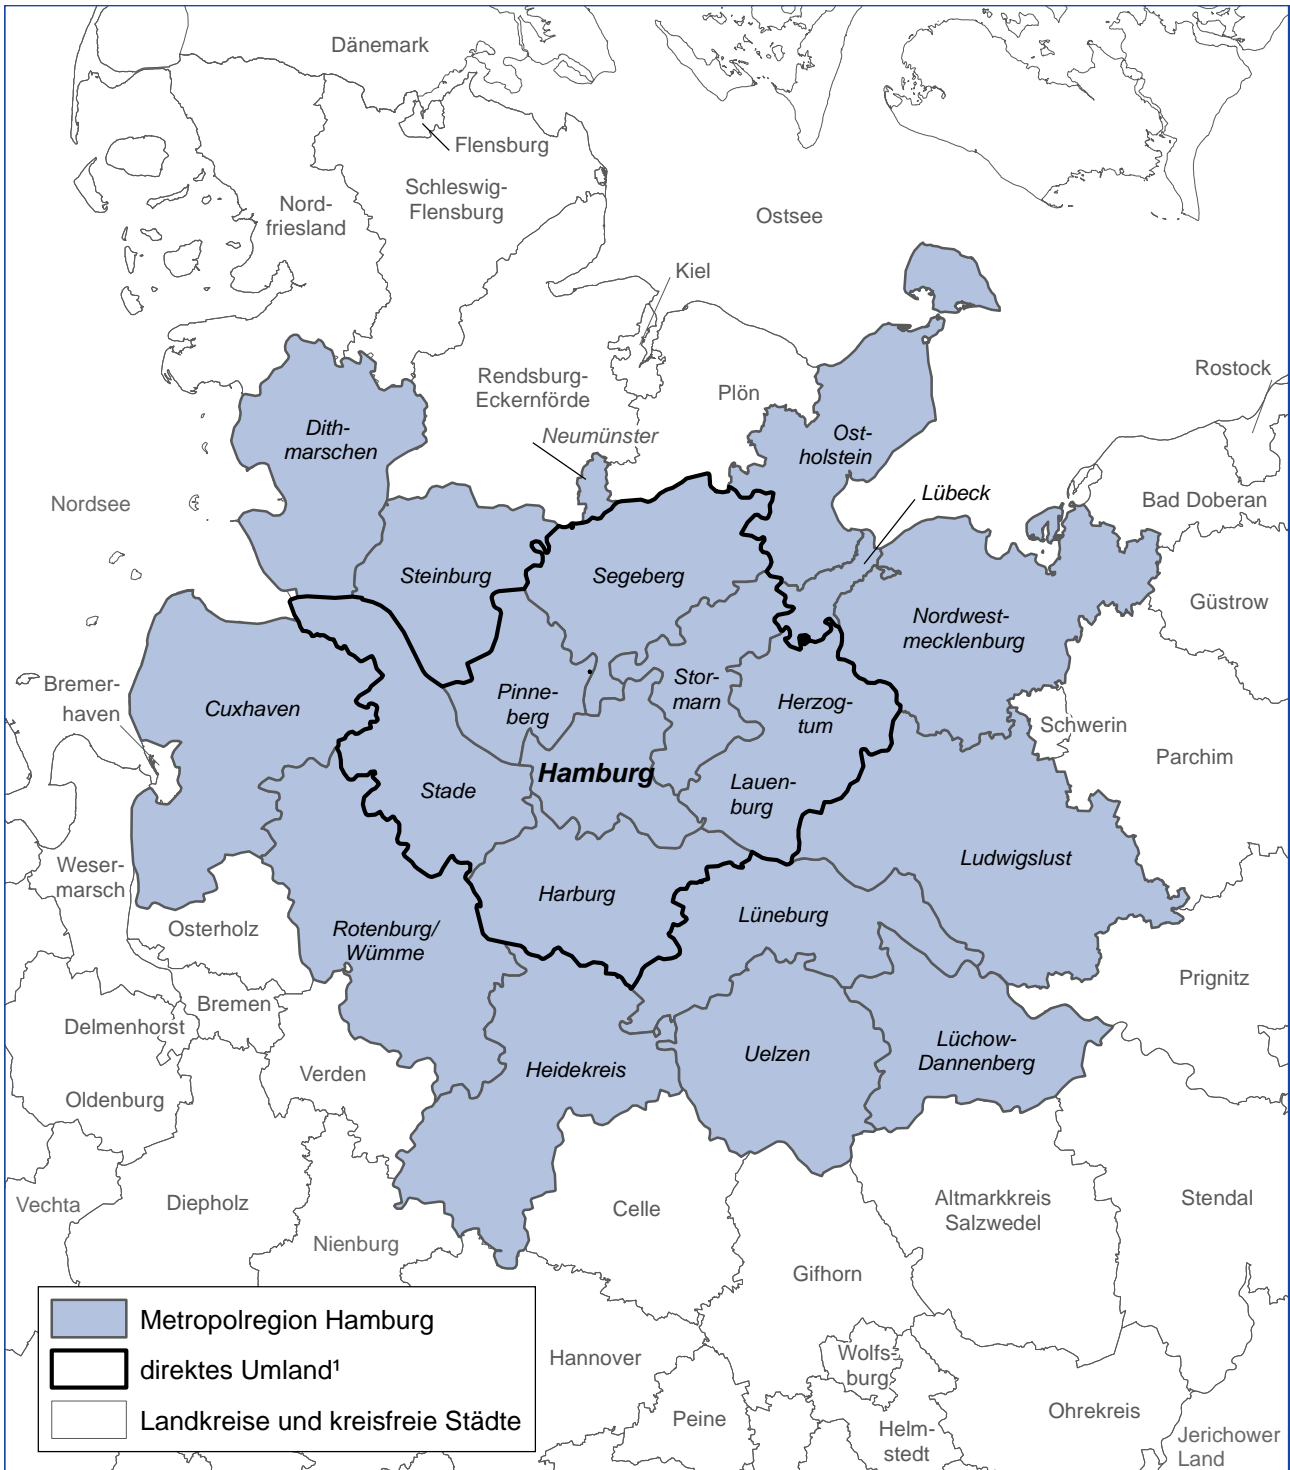 Dänemark
Flensburg
Schleswig-
Flensburg
Nord-
friesland
Ostsee
Kiel
Rendsburg-
Eckernförde
Plön
Rostock
Neumünster
Dith-
marschen
Ost-
holstein
Lübeck
Bad Doberan
Nordsee
Steinburg
Segeberg
Güstrow
Nordwest-
mecklenburg
Bremer-
haven
Cuxhaven
Pinne-
berg
Stor-
marn
Herzog-
tum
Schwerin
Parchim
Hamburg
Stade
Lauen-
burg
Weser-
marsch
Ludwigslust
Harburg
Lüneburg
Osterholz
Rotenburg/
Wümme
Prignitz
Bremen
Delmenhorst
Lüchow-
Dannenberg
Uelzen
Heidekreis
Verden
Oldenburg
Vechta
Diepholz
Celle
Altmarkkreis
Salzwedel
Stendal
Nienburg
Gifhorn
Metropolregion Hamburg
direktes Umland¹
Landkreise und kreisfreie Städte
Hannover
Wolfs-
burg
Peine
Helm-
stedt
Ohrekreis
Jerichower
Land